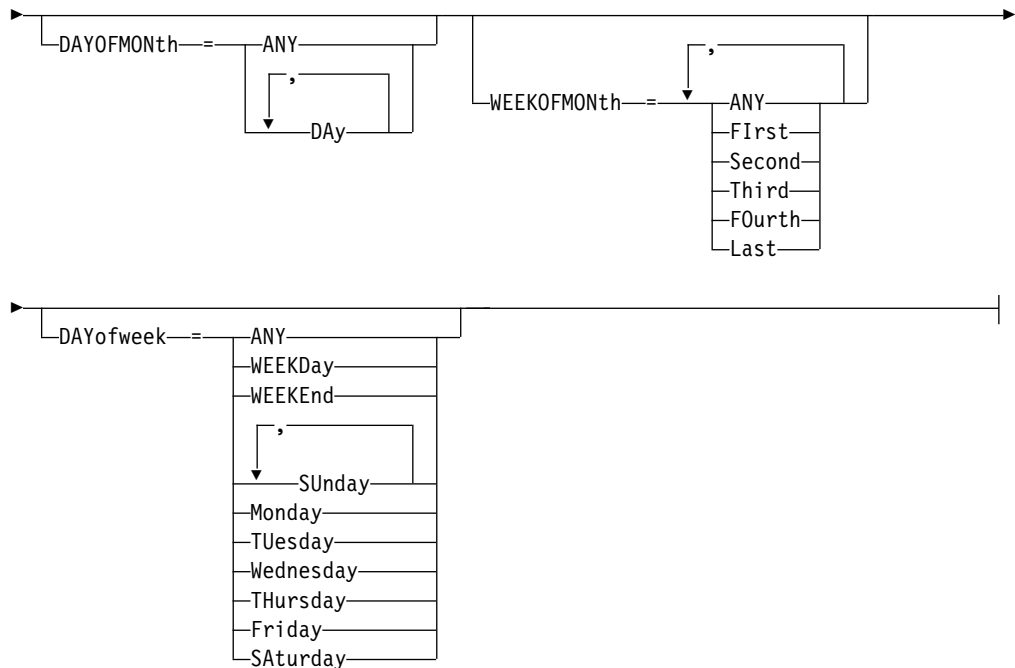 DAYOFMONth = ANY
,
DAy
,
WEEKOFMONth = ANY
FIrst
Second
Third
FOurth
Last
DAYofweek = ANY
WEEKDay
WEEKEnd
,
SUnday
Monday
TUesday
Wednesday
THursday
Friday
SAturday